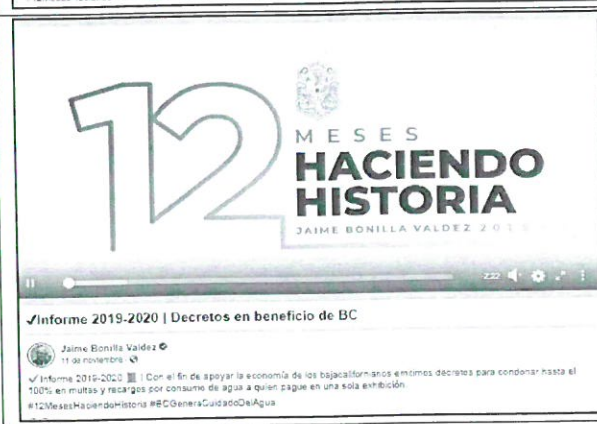 12
MESES
HACIENDO
HISTORIA
JAIME BONILLA VALDEZ
2:22
✓Informe 2019-2020 | Decretos en beneficio de BC
Jaime Bonilla Valdez
11 de noviembre
✓ Informe 2019-2020 | Con el fin de apoyar la economía de los bajacalifornianos emitimos decretos para condonar hasta el
100% en multas y recargos por consumo de agua a quien pague en una sola exhibición.
#12MesesHaciendoHistoria #BCGeneraCuidadoDelAgua